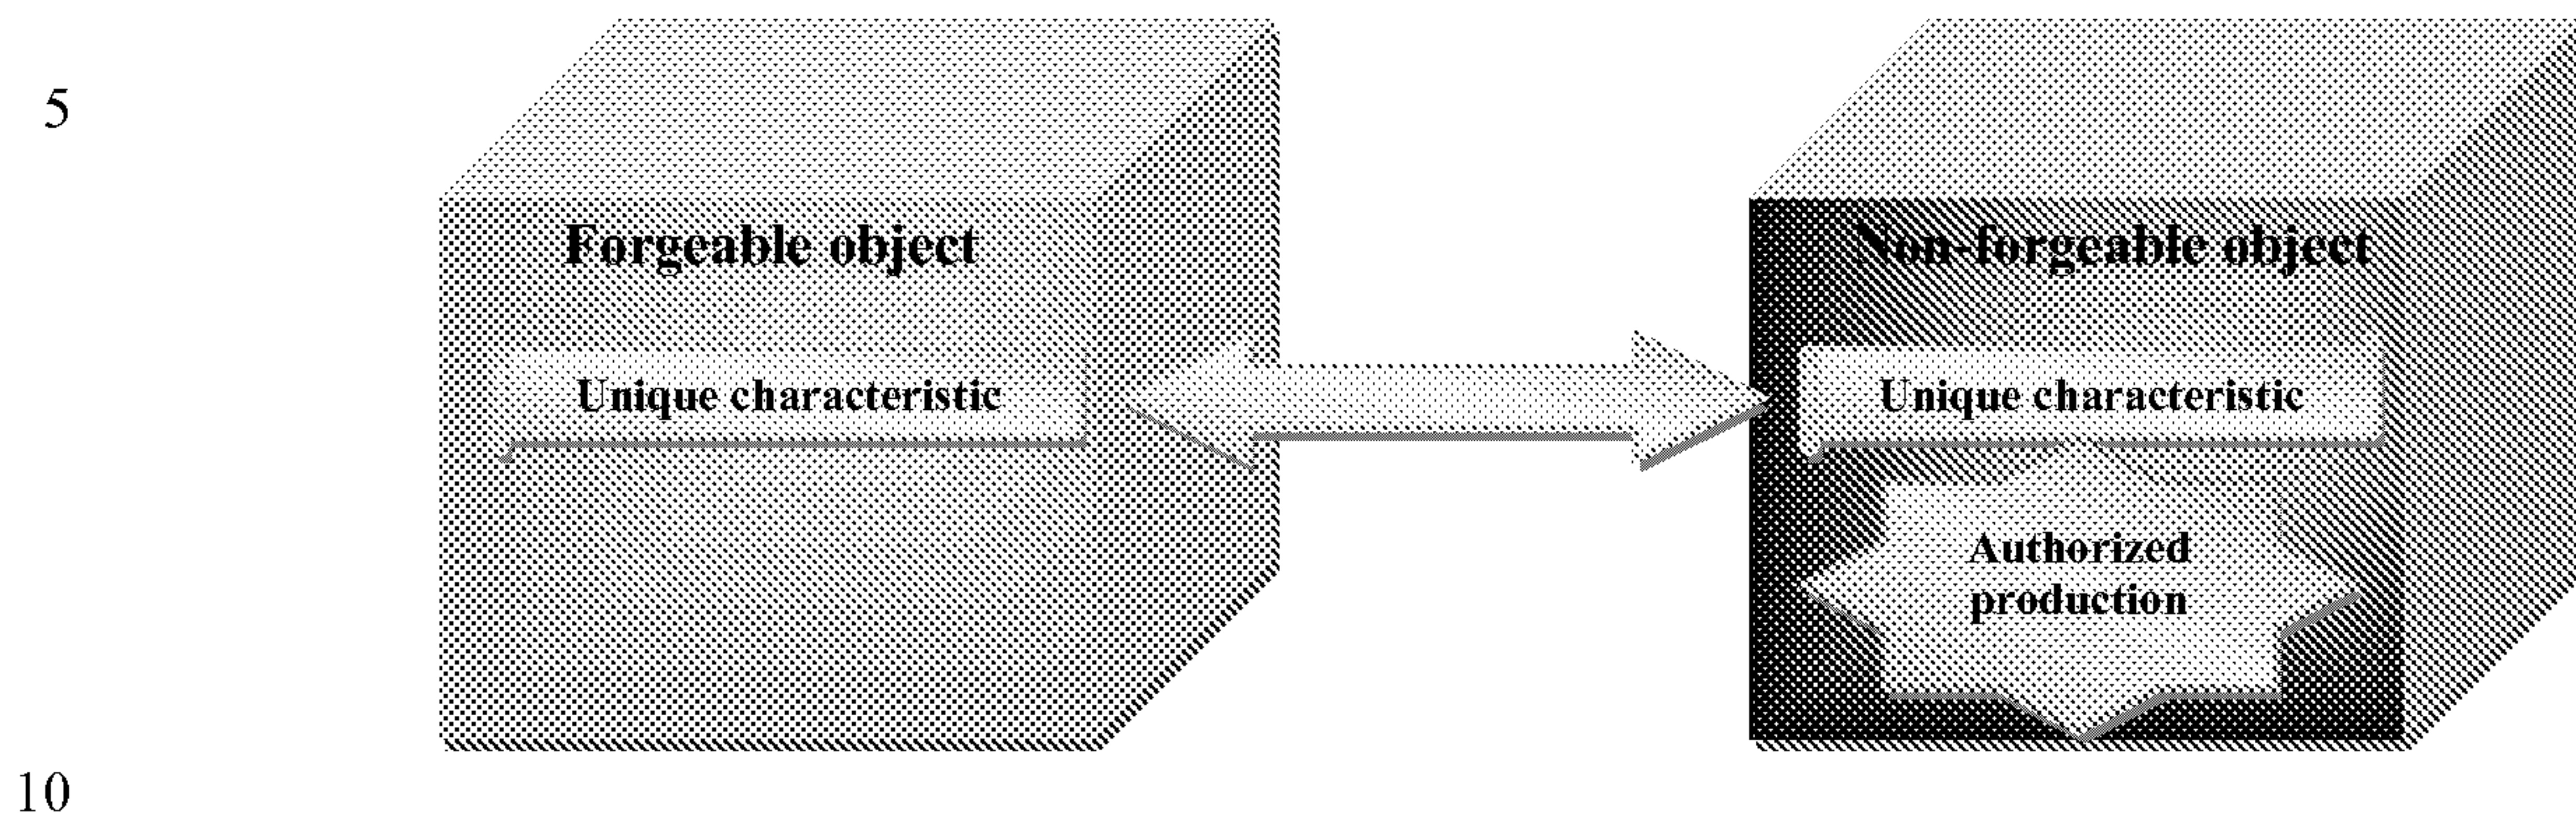 5
Forgeable object
Non-forgeable object
Unique characteristic
Unique characteristic
Authorized
production
10